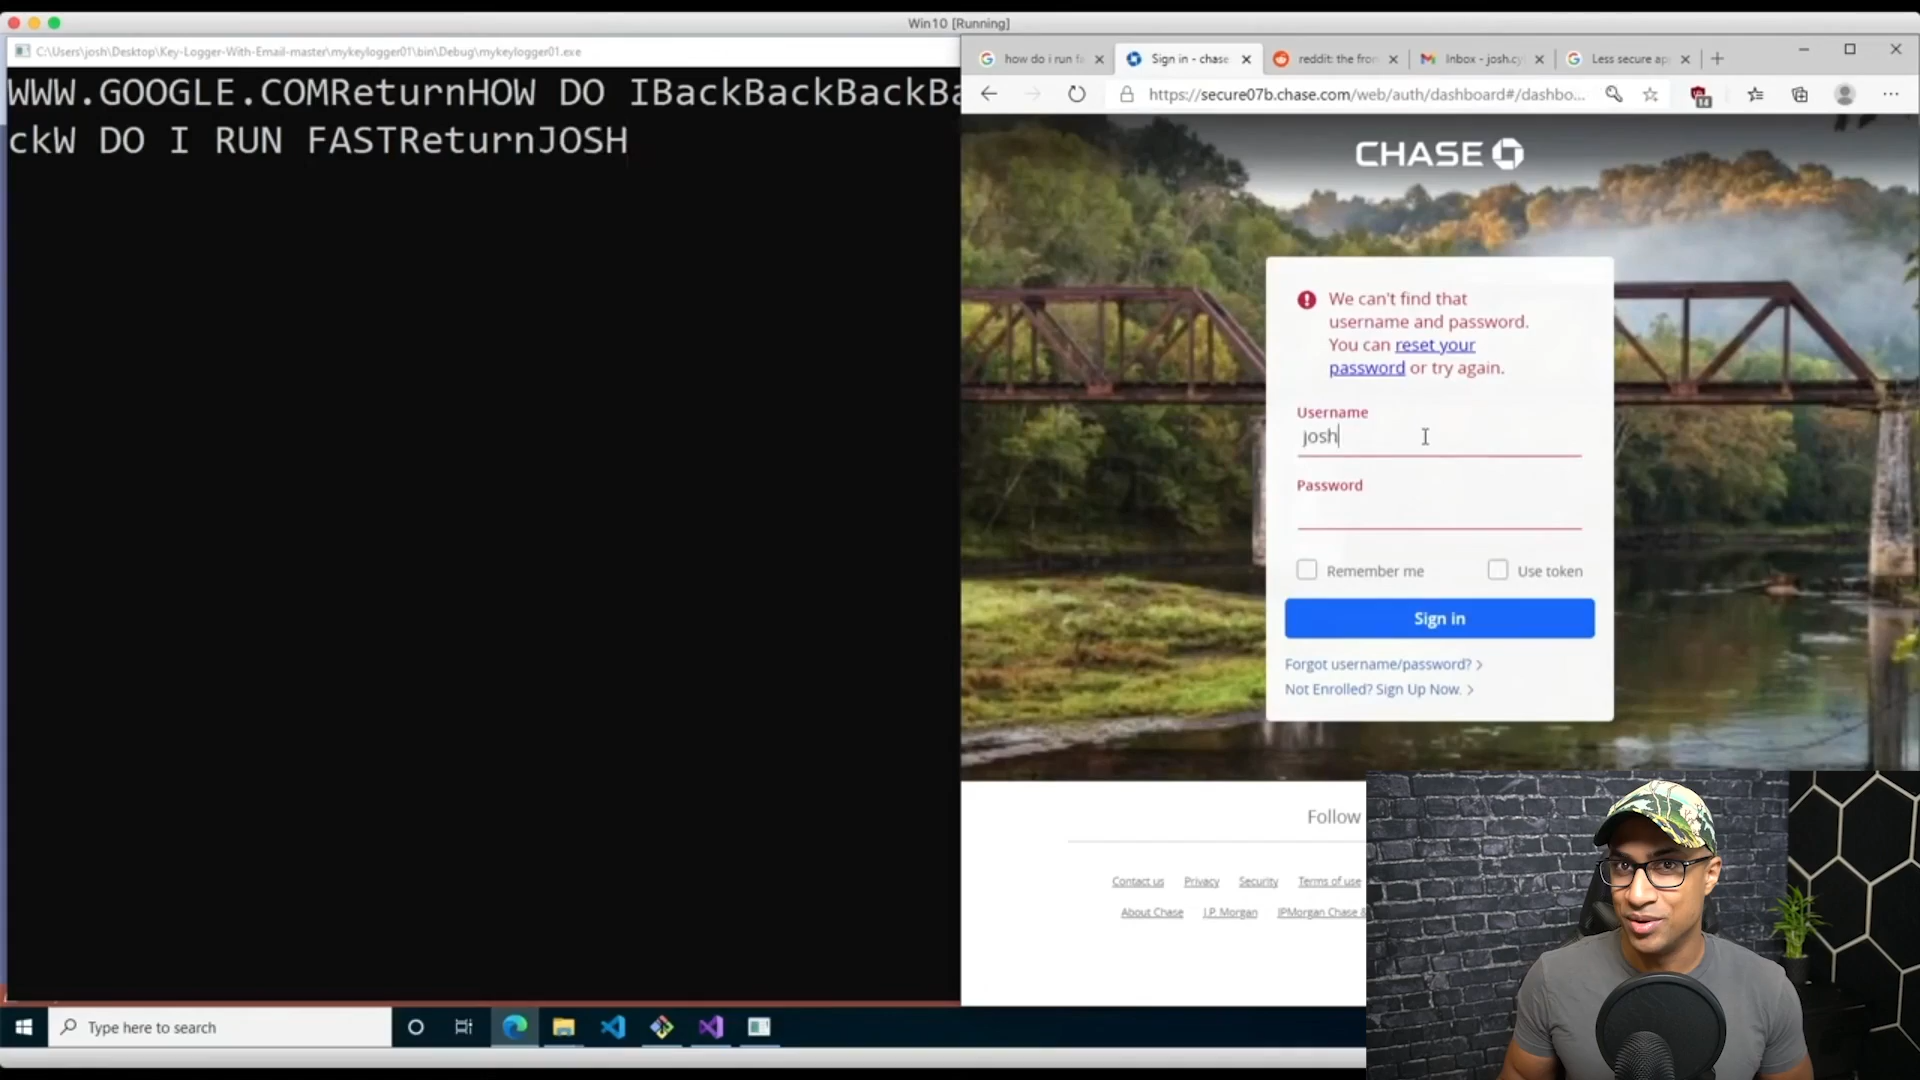 Win10 [Running]
C:\Users\josh\Desktop\Key-Logger-With-Email-master\mykeylogger01\bin\Debug\mykeylogger01.exe
WWW.GOOGLE.COMReturnHOW DO IBackBackBackBa
ckW DO I RUN FASTReturnJOSH
how do i run fa
Sign in - chase
reddit: the fron
Inbox - josh.cy
Less secure ap
https://secure07b.chase.com/web/auth/dashboard#/dashbo...
14
CHASE
We can't find that
username and password.
You can reset your
password or try again.
Username
josh
Password
Remember me
Use token
Sign in
Forgot username/password?
Not Enrolled? Sign Up Now.
Follow
Contact us Privacy Security Terms of use
About Chase J.P. Morgan JPMorgan Chase &
Type here to search